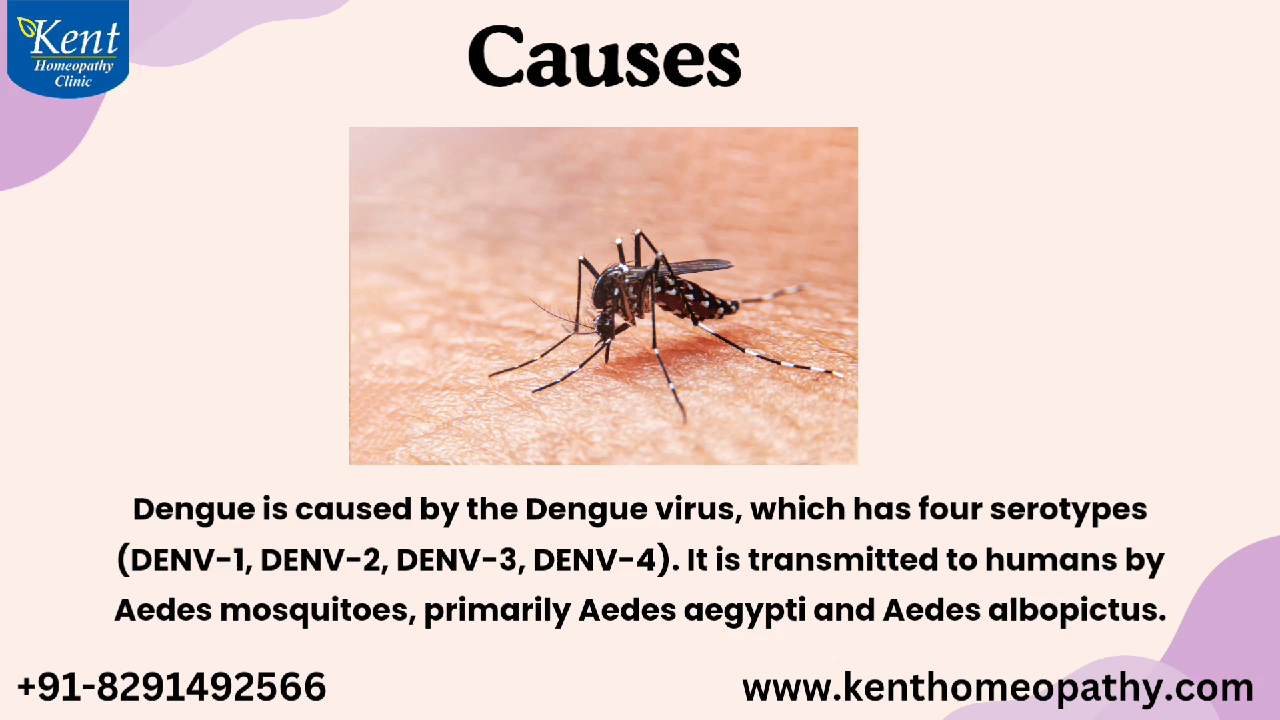 Kent
Homeopathy
Clinic
Causes
Dengue is caused by the Dengue virus, which has four serotypes
(DENV-1, DENV-2, DENV-3, DENV-4). It is transmitted to humans by
Aedes mosquitoes, primarily Aedes aegypti and Aedes albopictus.
+91-8291492566
www.kenthomeopathy.com